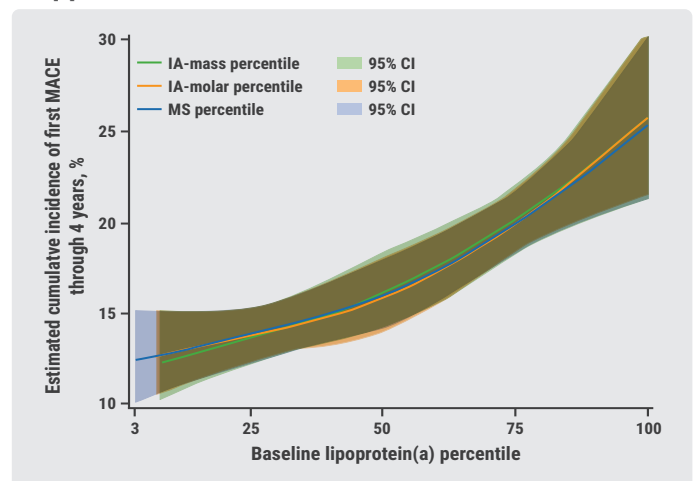 30
25
20
15
10
IA-mass percentile 95% CI
IA-molar percentile 95% CI
MS percentile 95% CI
Estimated cumulatve incidence of first MACE
through 4 years, %
3 25 50 75 100
Baseline lipoprotein(a) percentile